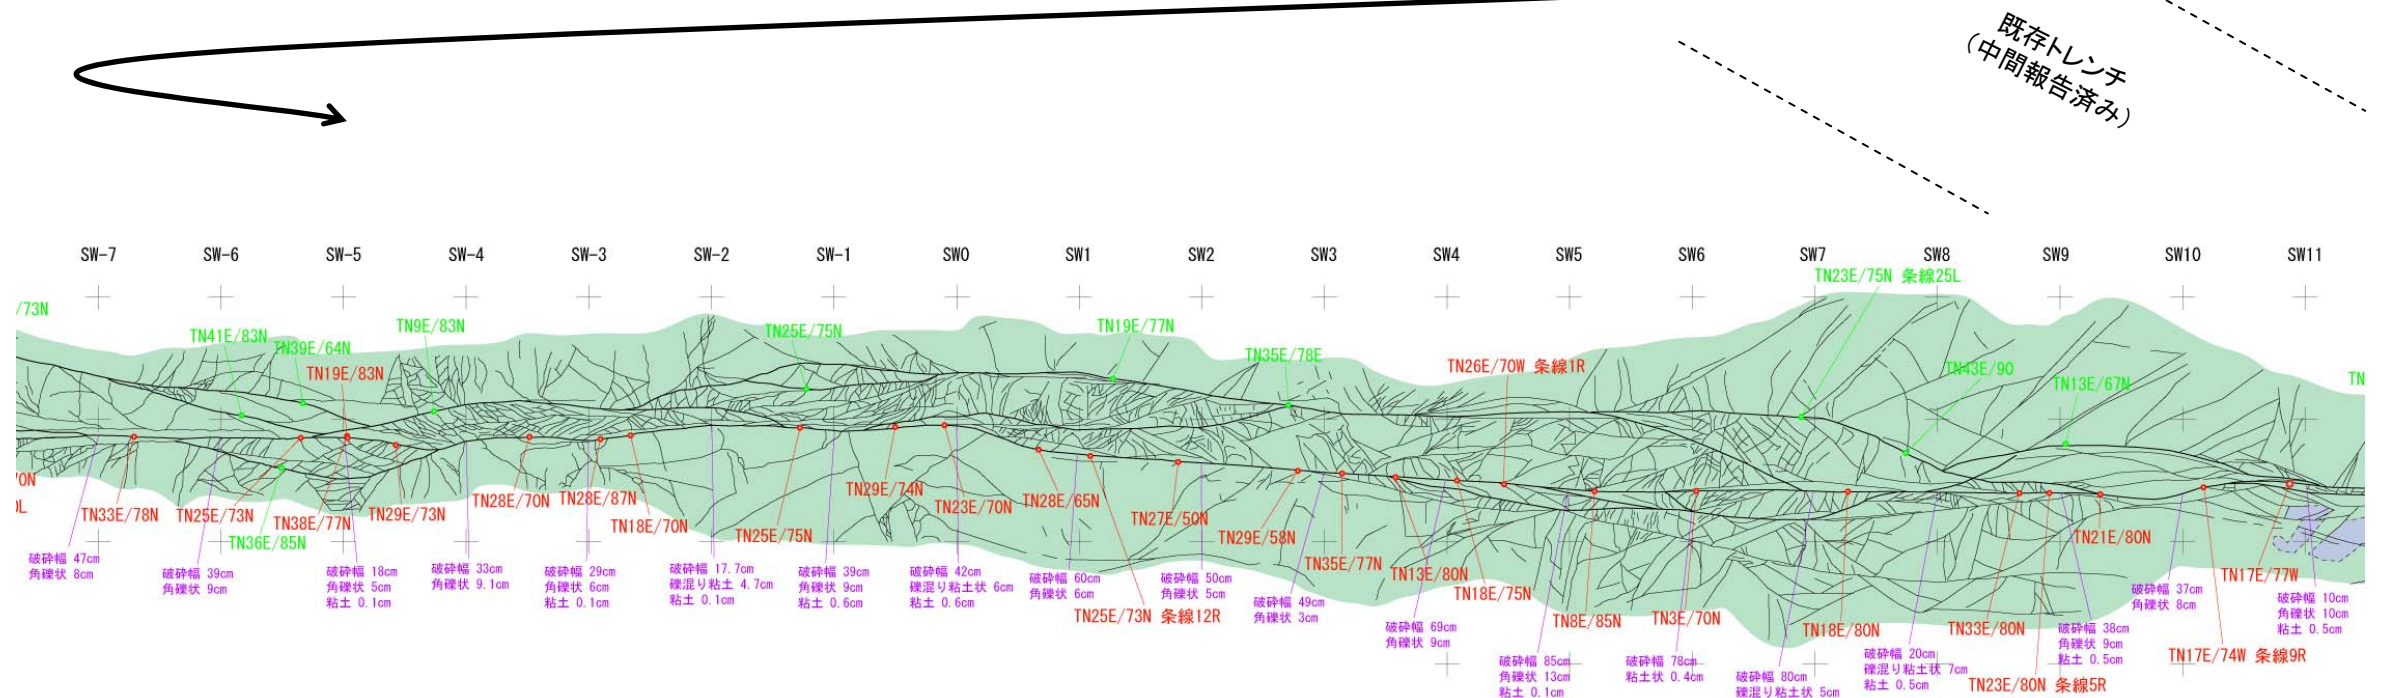 既存トレンチ
（中間報告済み）
SW-7
SW-6
SW-5
SW-4
SW-3
SW-2
SW-1
SW0
SW1
SW2
SW3
SW4
SW5
SW6
SW7
SW8
SW9
SW10
SW11
TN23E/75N 条線25L
/73N
TN41E/83N
TN39E/64N
TN19E/83N
TN9E/83N
TN25E/75N
TN19E/77N
TN35E/78E
TN26E/70W 条線1R
TN43E/90
TN13E/67N
TN
TN33E/78N
TN25E/73N
TN36E/85N
TN38E/77N
TN29E/73N
TN28E/70N
TN28E/87N
TN18E/70N
TN25E/75N
TN29E/74N
TN23E/70N
TN28E/65N
TN25E/73N 条線12R
TN27E/50N
TN29E/58N
TN35E/77N
TN13E/80N
TN18E/75N
TN8E/85N
TN3E/70N
TN18E/80N
TN33E/80N
TN23E/80N 条線5R
TN21E/80N
TN17E/74W 条線9R
TN17E/77W
破砕幅 47cm
角礫状 8cm
破砕幅 39cm
角礫状 9cm
破砕幅 18cm
角礫状 5cm
粘土 0.1cm
破砕幅 33cm
角礫状 9.1cm
破砕幅 29cm
角礫状 6cm
粘土 0.1cm
破砕幅 17.7cm
礫混り粘土 4.7cm
粘土 0.1cm
破砕幅 39cm
角礫状 9cm
粘土 0.6cm
破砕幅 42cm
礫混り粘土状 6cm
粘土 0.6cm
破砕幅 60cm
角礫状 6cm
破砕幅 50cm
角礫状 5cm
破砕幅 49cm
角礫状 3cm
破砕幅 69cm
角礫状 9cm
破砕幅 85cm
角礫状 13cm
粘土 0.1cm
破砕幅 78cm
粘土状 0.4cm
破砕幅 80cm
礫混り粘土状 5cm
破砕幅 20cm
礫混り粘土状 7cm
粘土 0.5cm
破砕幅 38cm
角礫状 9cm
粘土 0.5cm
破砕幅 37cm
角礫状 8cm
破砕幅 10cm
角礫状 10cm
粘土 0.5cm